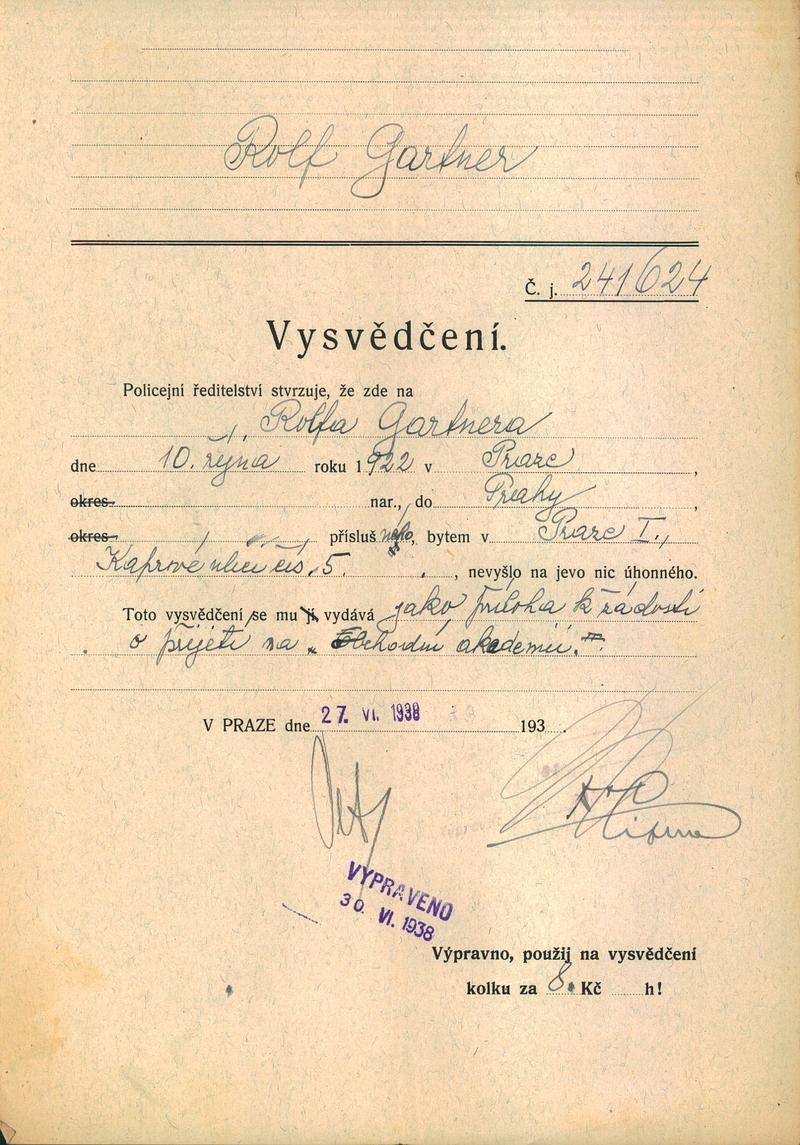 Rolf Gartner
Č. j. 241624
Vysvědčení.
Policejní ředitelství stvrzuje, že zde na
Rolfa Gartnera
dne 10. října roku 1922 v Praze,
okres nar., do Prahy,
okres přísluš bytem v Praze I.,
Kaprové ulici čís. 5. , nevyšlo na jevo nic úhonného.
Toto vysvědčení se mu ji vydává jako příloha k žádosti
o přijetí na „Obchodní akademii."
V PRAZE dne 27. VI. 1938 193
VYPRAVENO
30. VI. 1938
Výpravno, použij na vysvědčení
kolku za 8. Kč h!